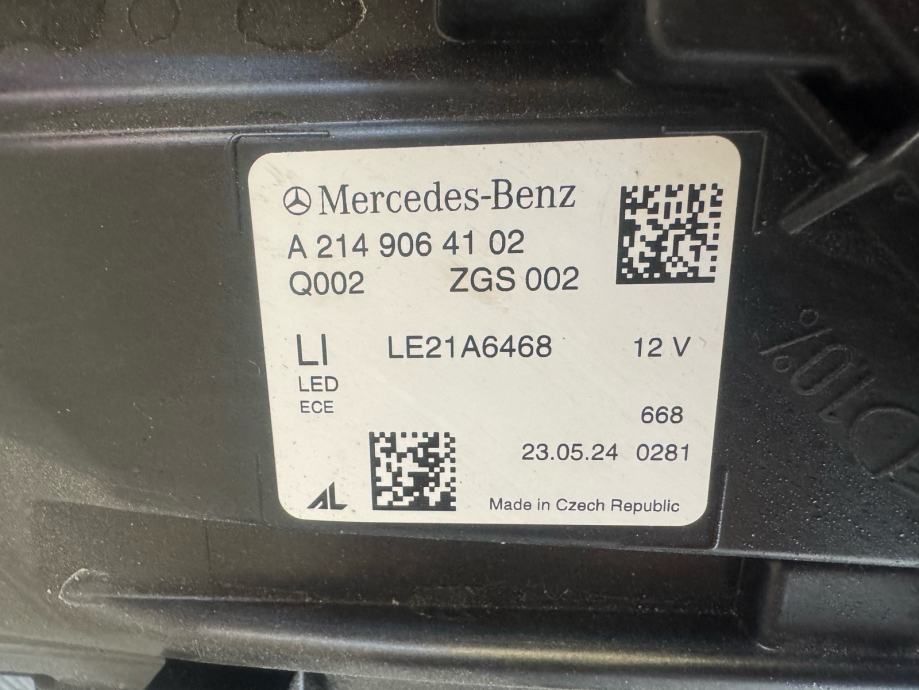 Mercedes-Benz
A 214 906 41 02
Q002 ZGS 002
LI LE21A6468 12 V
LED
ECE
668
23.05.24 0281
AL Made in Czech Republic
10%